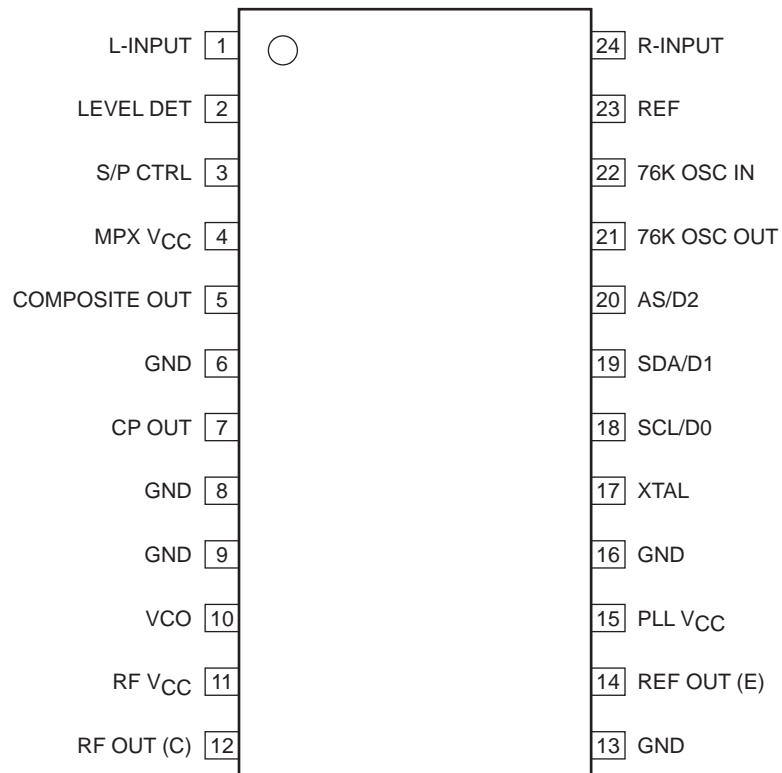 L-INPUT 1 24 R-INPUT
LEVEL DET 2 23 REF
S/P CTRL 3 22 76K OSC IN
MPX VCC 4 21 76K OSC OUT
COMPOSITE OUT 5 20 AS/D2
GND 6 19 SDA/D1
CP OUT 7 18 SCL/D0
GND 8 17 XTAL
GND 9 16 GND
VCO 10 15 PLL VCC
RF VCC 11 14 REF OUT (E)
RF OUT (C) 12 13 GND